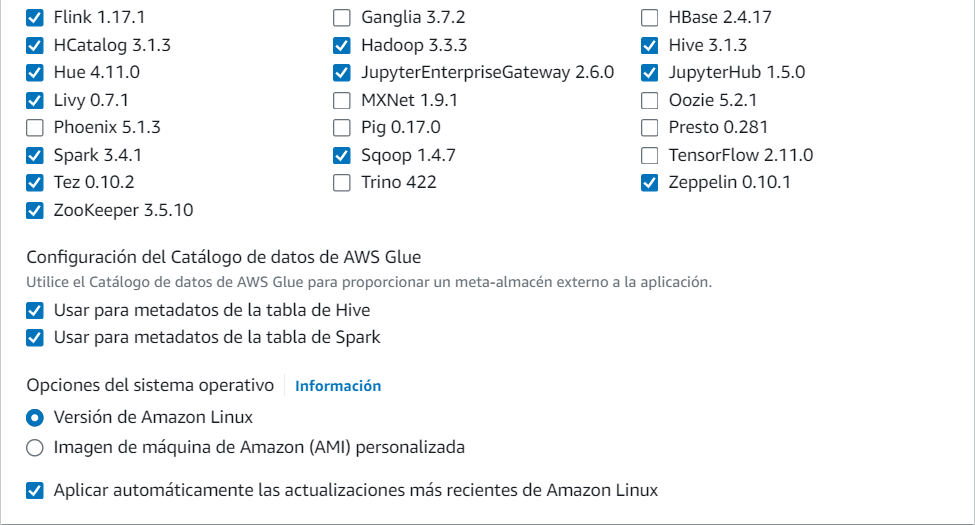 Flink 1.17.1 Ganglia 3.7.2 HBase 2.4.17
HCatalog 3.1.3 Hadoop 3.3.3 Hive 3.1.3
Hue 4.11.0 JupyterEnterpriseGateway 2.6.0 JupyterHub 1.5.0
Livy 0.7.1 MXNet 1.9.1 Oozie 5.2.1
Phoenix 5.1.3 Pig 0.17.0 Presto 0.281
Spark 3.4.1 Sqoop 1.4.7 TensorFlow 2.11.0
Tez 0.10.2 Trino 422 Zeppelin 0.10.1
ZooKeeper 3.5.10
Configuración del Catálogo de datos de AWS Glue
Utilice el Catálogo de datos de AWS Glue para proporcionar un meta-almacén externo a la aplicación.
Usar para metadatos de la tabla de Hive
Usar para metadatos de la tabla de Spark
Opciones del sistema operativo Información
Versión de Amazon Linux
Imagen de máquina de Amazon (AMI) personalizada
Aplicar automáticamente las actualizaciones más recientes de Amazon Linux